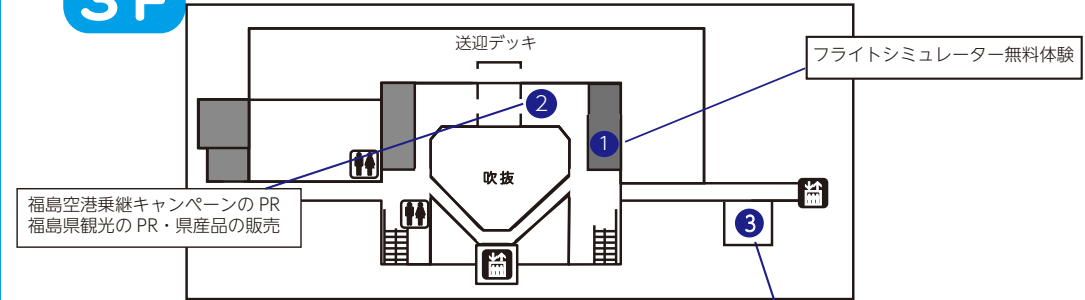 3F
送迎デッキ
フライトシミュレーター無料体験
2
1
吹抜
福島空港乗継キャンペーンの PR
福島県観光の PR・県産品の販売
3